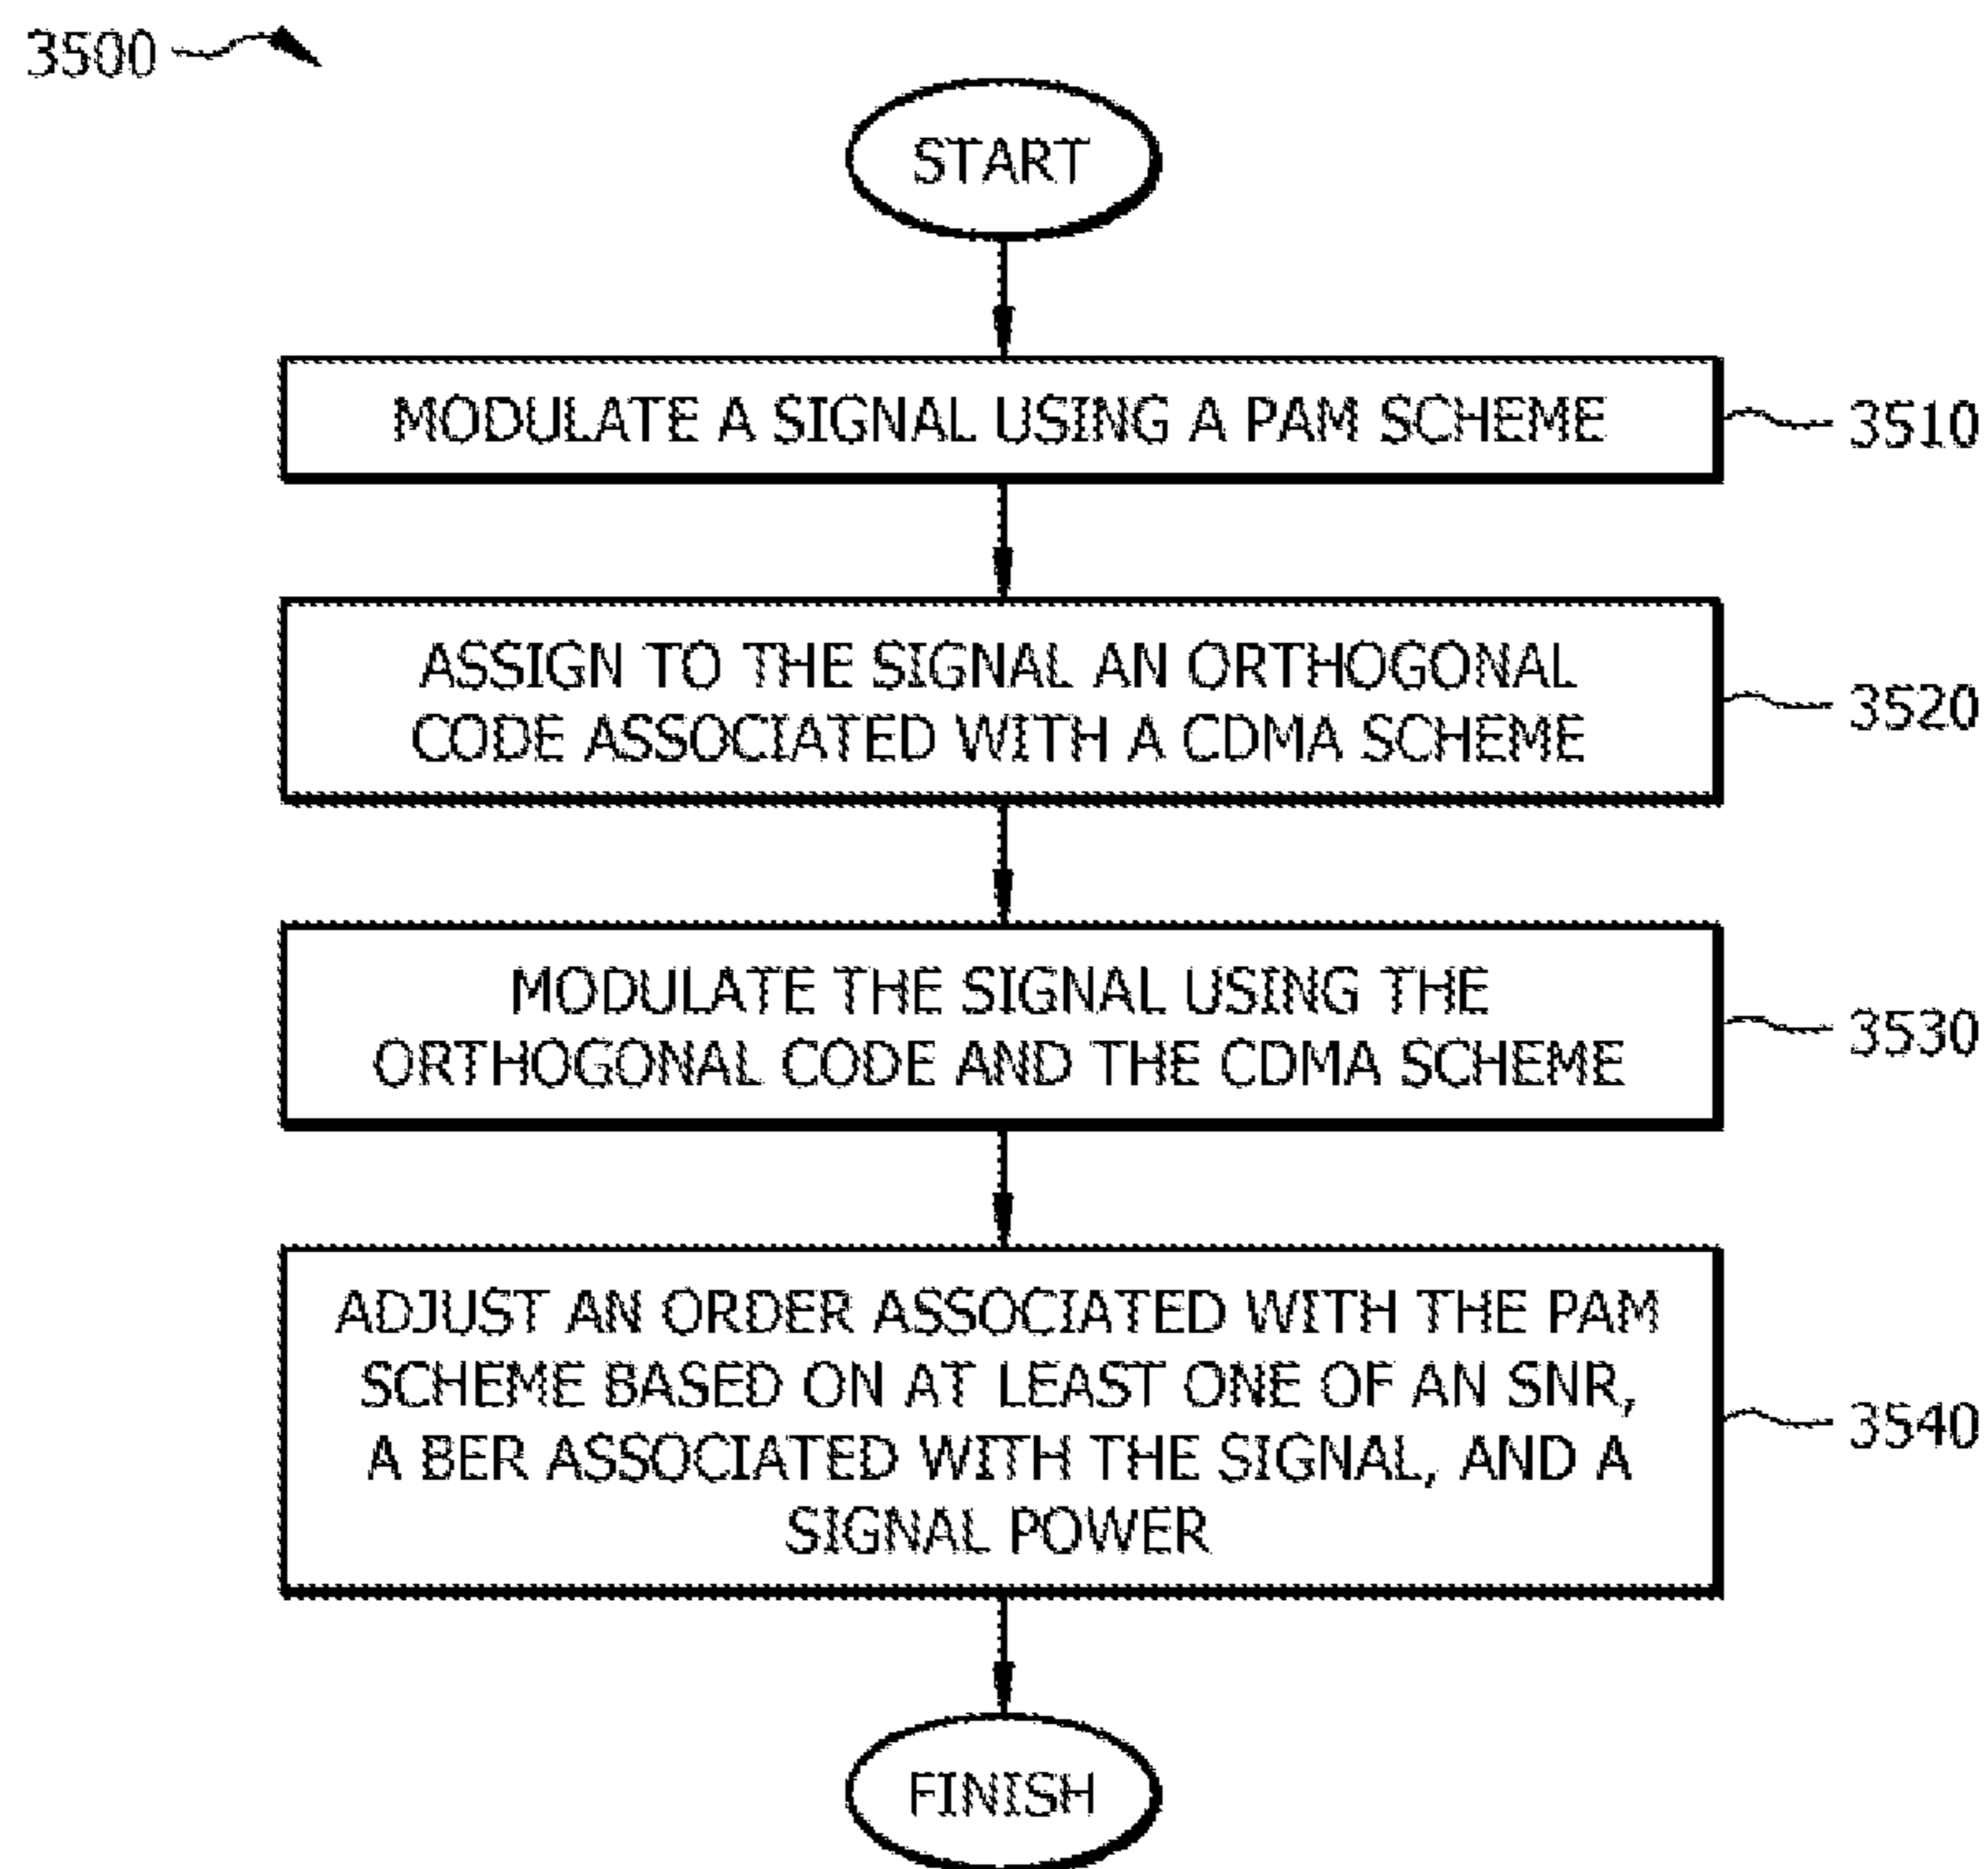 3500
START
MODULATE A SIGNAL USING A PAM SCHEME
3510
ASSIGN TO THE SIGNAL AN ORTHOGONAL
CODE ASSOCIATED WITH A CDMA SCHEME
3520
MODULATE THE SIGNAL USING THE
ORTHOGONAL CODE AND THE CDMA SCHEME
3530
ADJUST AN ORDER ASSOCIATED WITH THE PAM
SCHEME BASED ON AT LEAST ONE OF AN SNR,
A BER ASSOCIATED WITH THE SIGNAL, AND A
SIGNAL POWER
3540
FINISH